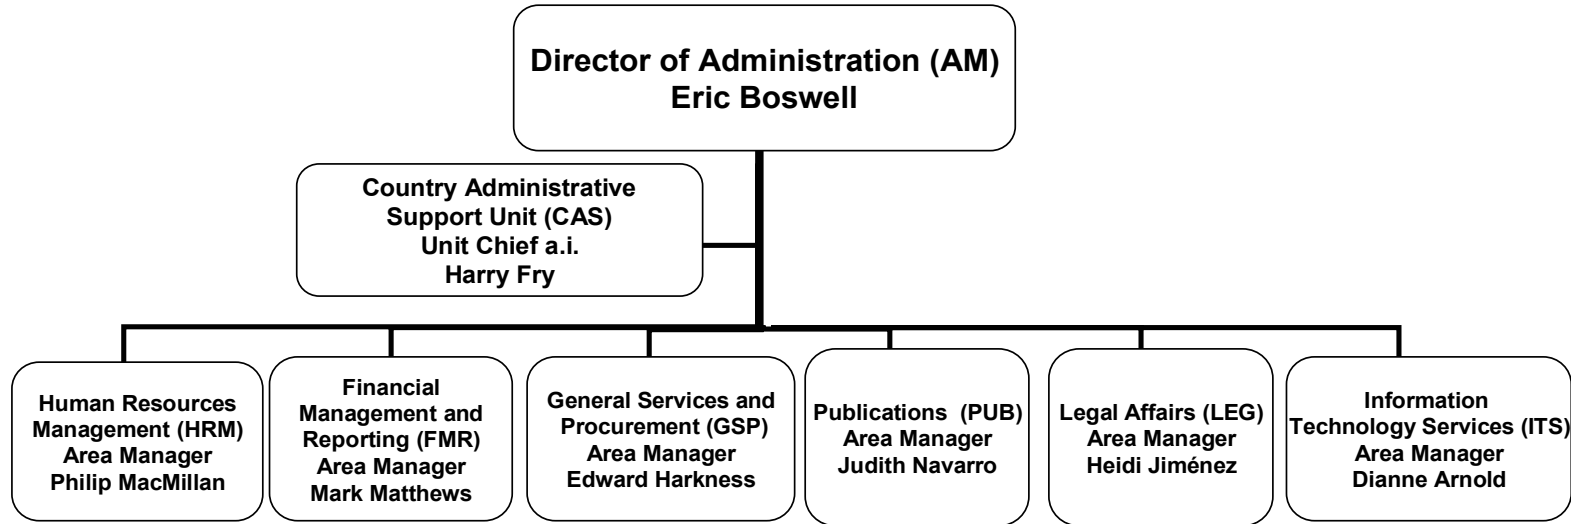 Director of Administration (AM)
Eric Boswell
Country Administrative
Support Unit (CAS)
Unit Chief a.i.
Harry Fry
Human Resources
Management (HRM)
Area Manager
Philip MacMillan
Financial
Management and
Reporting (FMR)
Area Manager
Mark Matthews
General Services and
Procurement (GSP)
Area Manager
Edward Harkness
Publications (PUB)
Area Manager
Judith Navarro
Legal Affairs (LEG)
Area Manager
Heidi Jiménez
Information
Technology Services (ITS)
Area Manager
Dianne Arnold